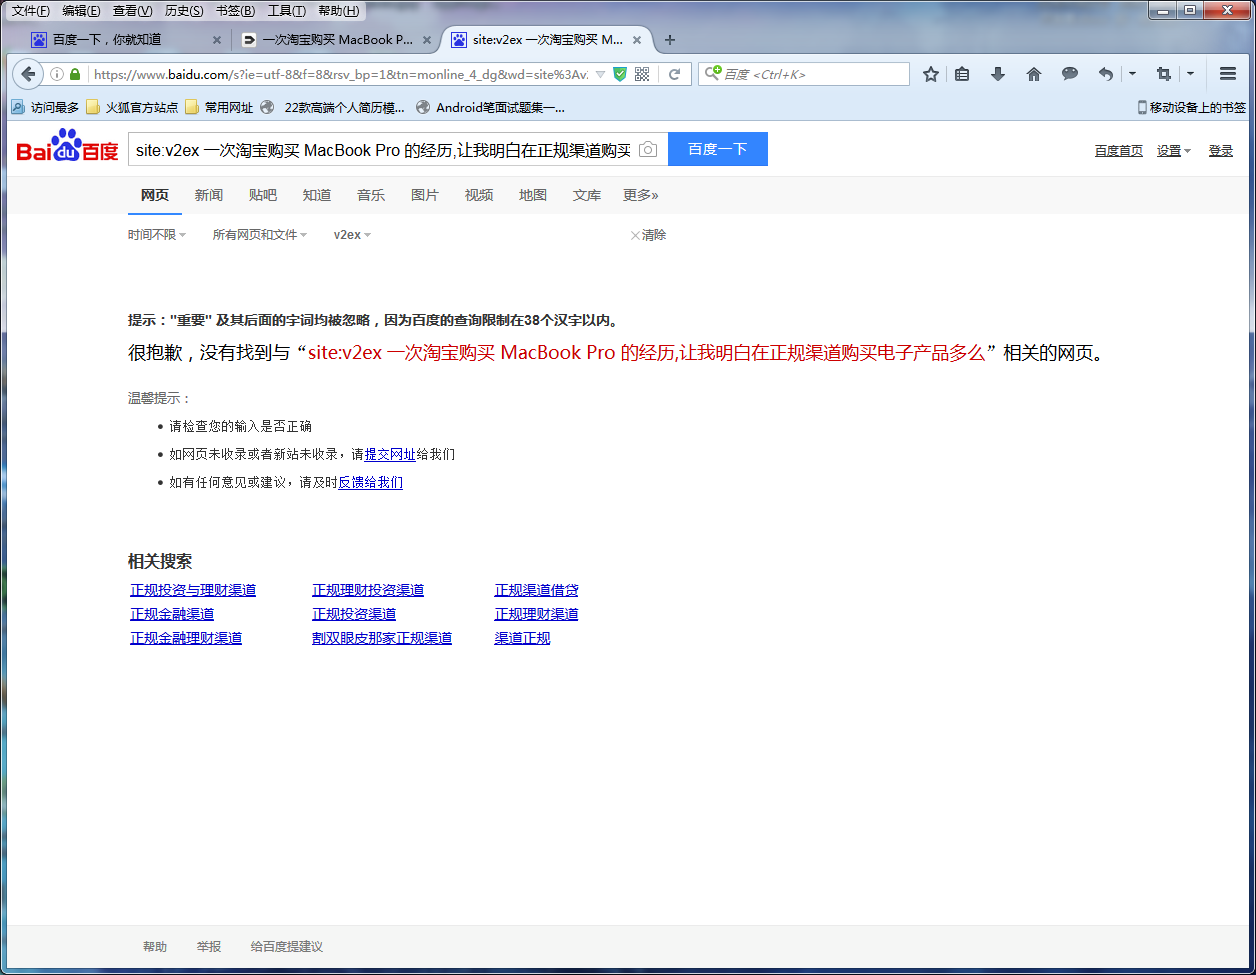 文件(F) 编辑(E) 查看(V) 历史(S) 书签(B) 工具(T) 帮助(H)
百度一下，你就知道 一次淘宝购买 MacBook P... site:v2ex 一次淘宝购买 M...
https://www.baidu.com/s?ie=utf-8&f=8&rsv_bp=1&tn=monline_4_dg&wd=site%3Av 百度 <Ctrl+K>
访问最多 火狐官方站点 常用网址 22款高端个人简历模... Android笔面试题集一... 移动设备上的书签
Bai du 百度 site:v2ex 一次淘宝购买 MacBook Pro 的经历,让我明白在正规渠道购买 百度一下 百度首页 设置 登录
网页 新闻 贴吧 知道 音乐 图片 视频 地图 文库 更多»
时间不限 所有网页和文件 v2ex 清除
提示："重要" 及其后面的字词均被忽略，因为百度的查询限制在38个汉字以内。
很抱歉，没有找到与“site:v2ex 一次淘宝购买 MacBook Pro 的经历,让我明白在正规渠道购买电子产品多么”相关的网页。
温馨提示：
• 请检查您的输入是否正确
• 如网页未收录或者新站未收录，请提交网址给我们
• 如有任何意见或建议，请及时反馈给我们
相关搜索
正规投资与理财渠道 正规理财投资渠道 正规渠道借贷
正规金融渠道 正规投资渠道 正规理财渠道
正规金融理财渠道 割双眼皮那家正规渠道 渠道正规
帮助 举报 给百度提建议